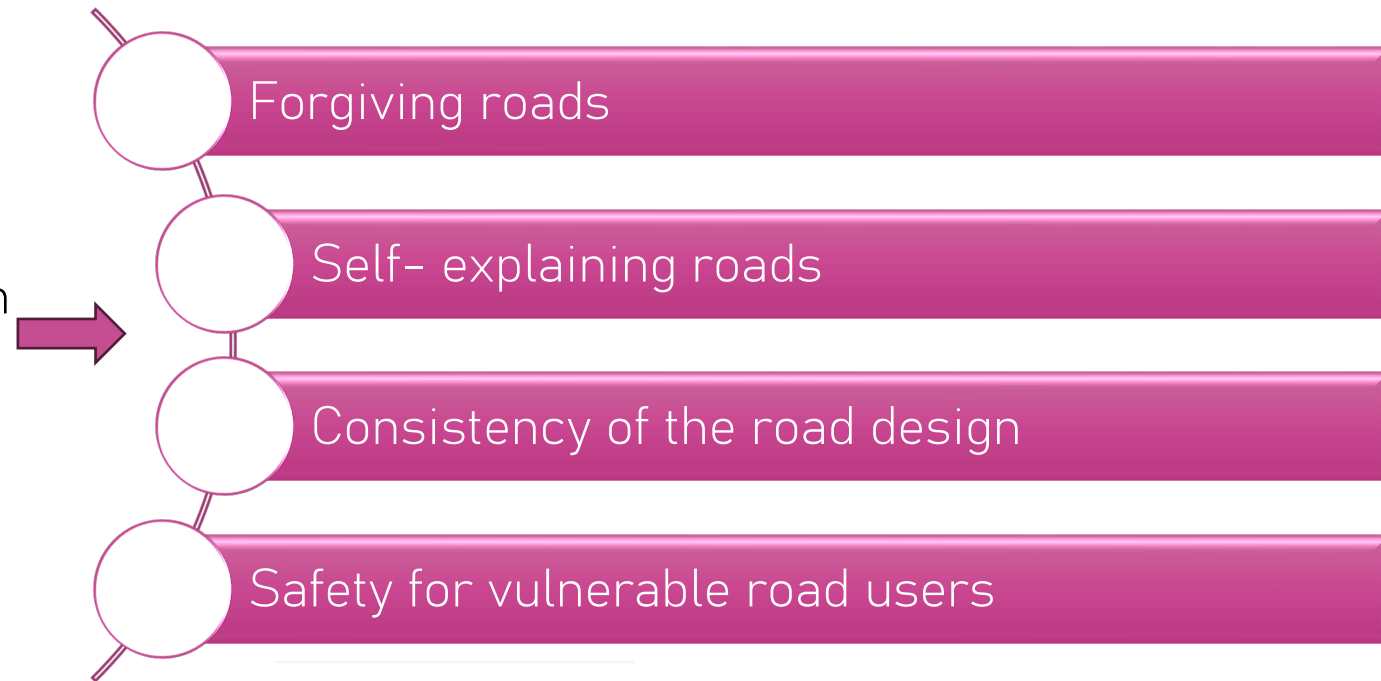 Forgiving roads
Self- explaining roads
Consistency of the road design
Safety for vulnerable road users